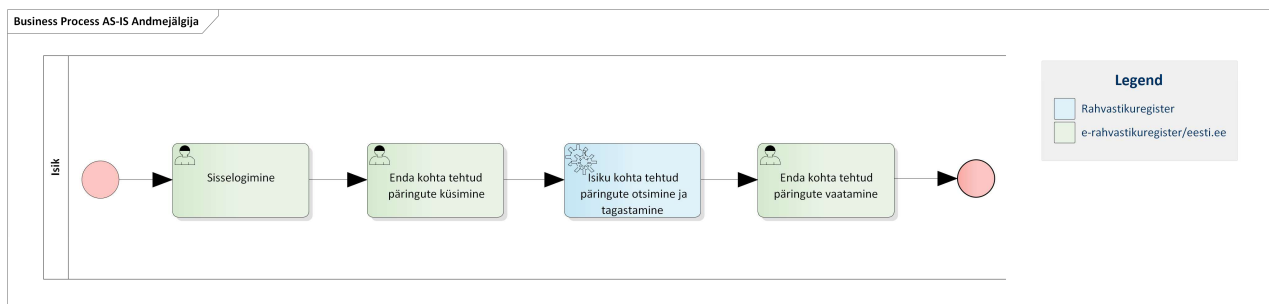 Business Process AS-IS Andmejälgija
Isik
Sisselogimine
Enda kohta tehtud
päringute küsimine
Isiku kohta tehtud
päringute otsimine ja
tagastamine
Enda kohta tehtud
päringute vaatamine
Legend
Rahvastikuregister
e-rahvastikuregister/eesti.ee